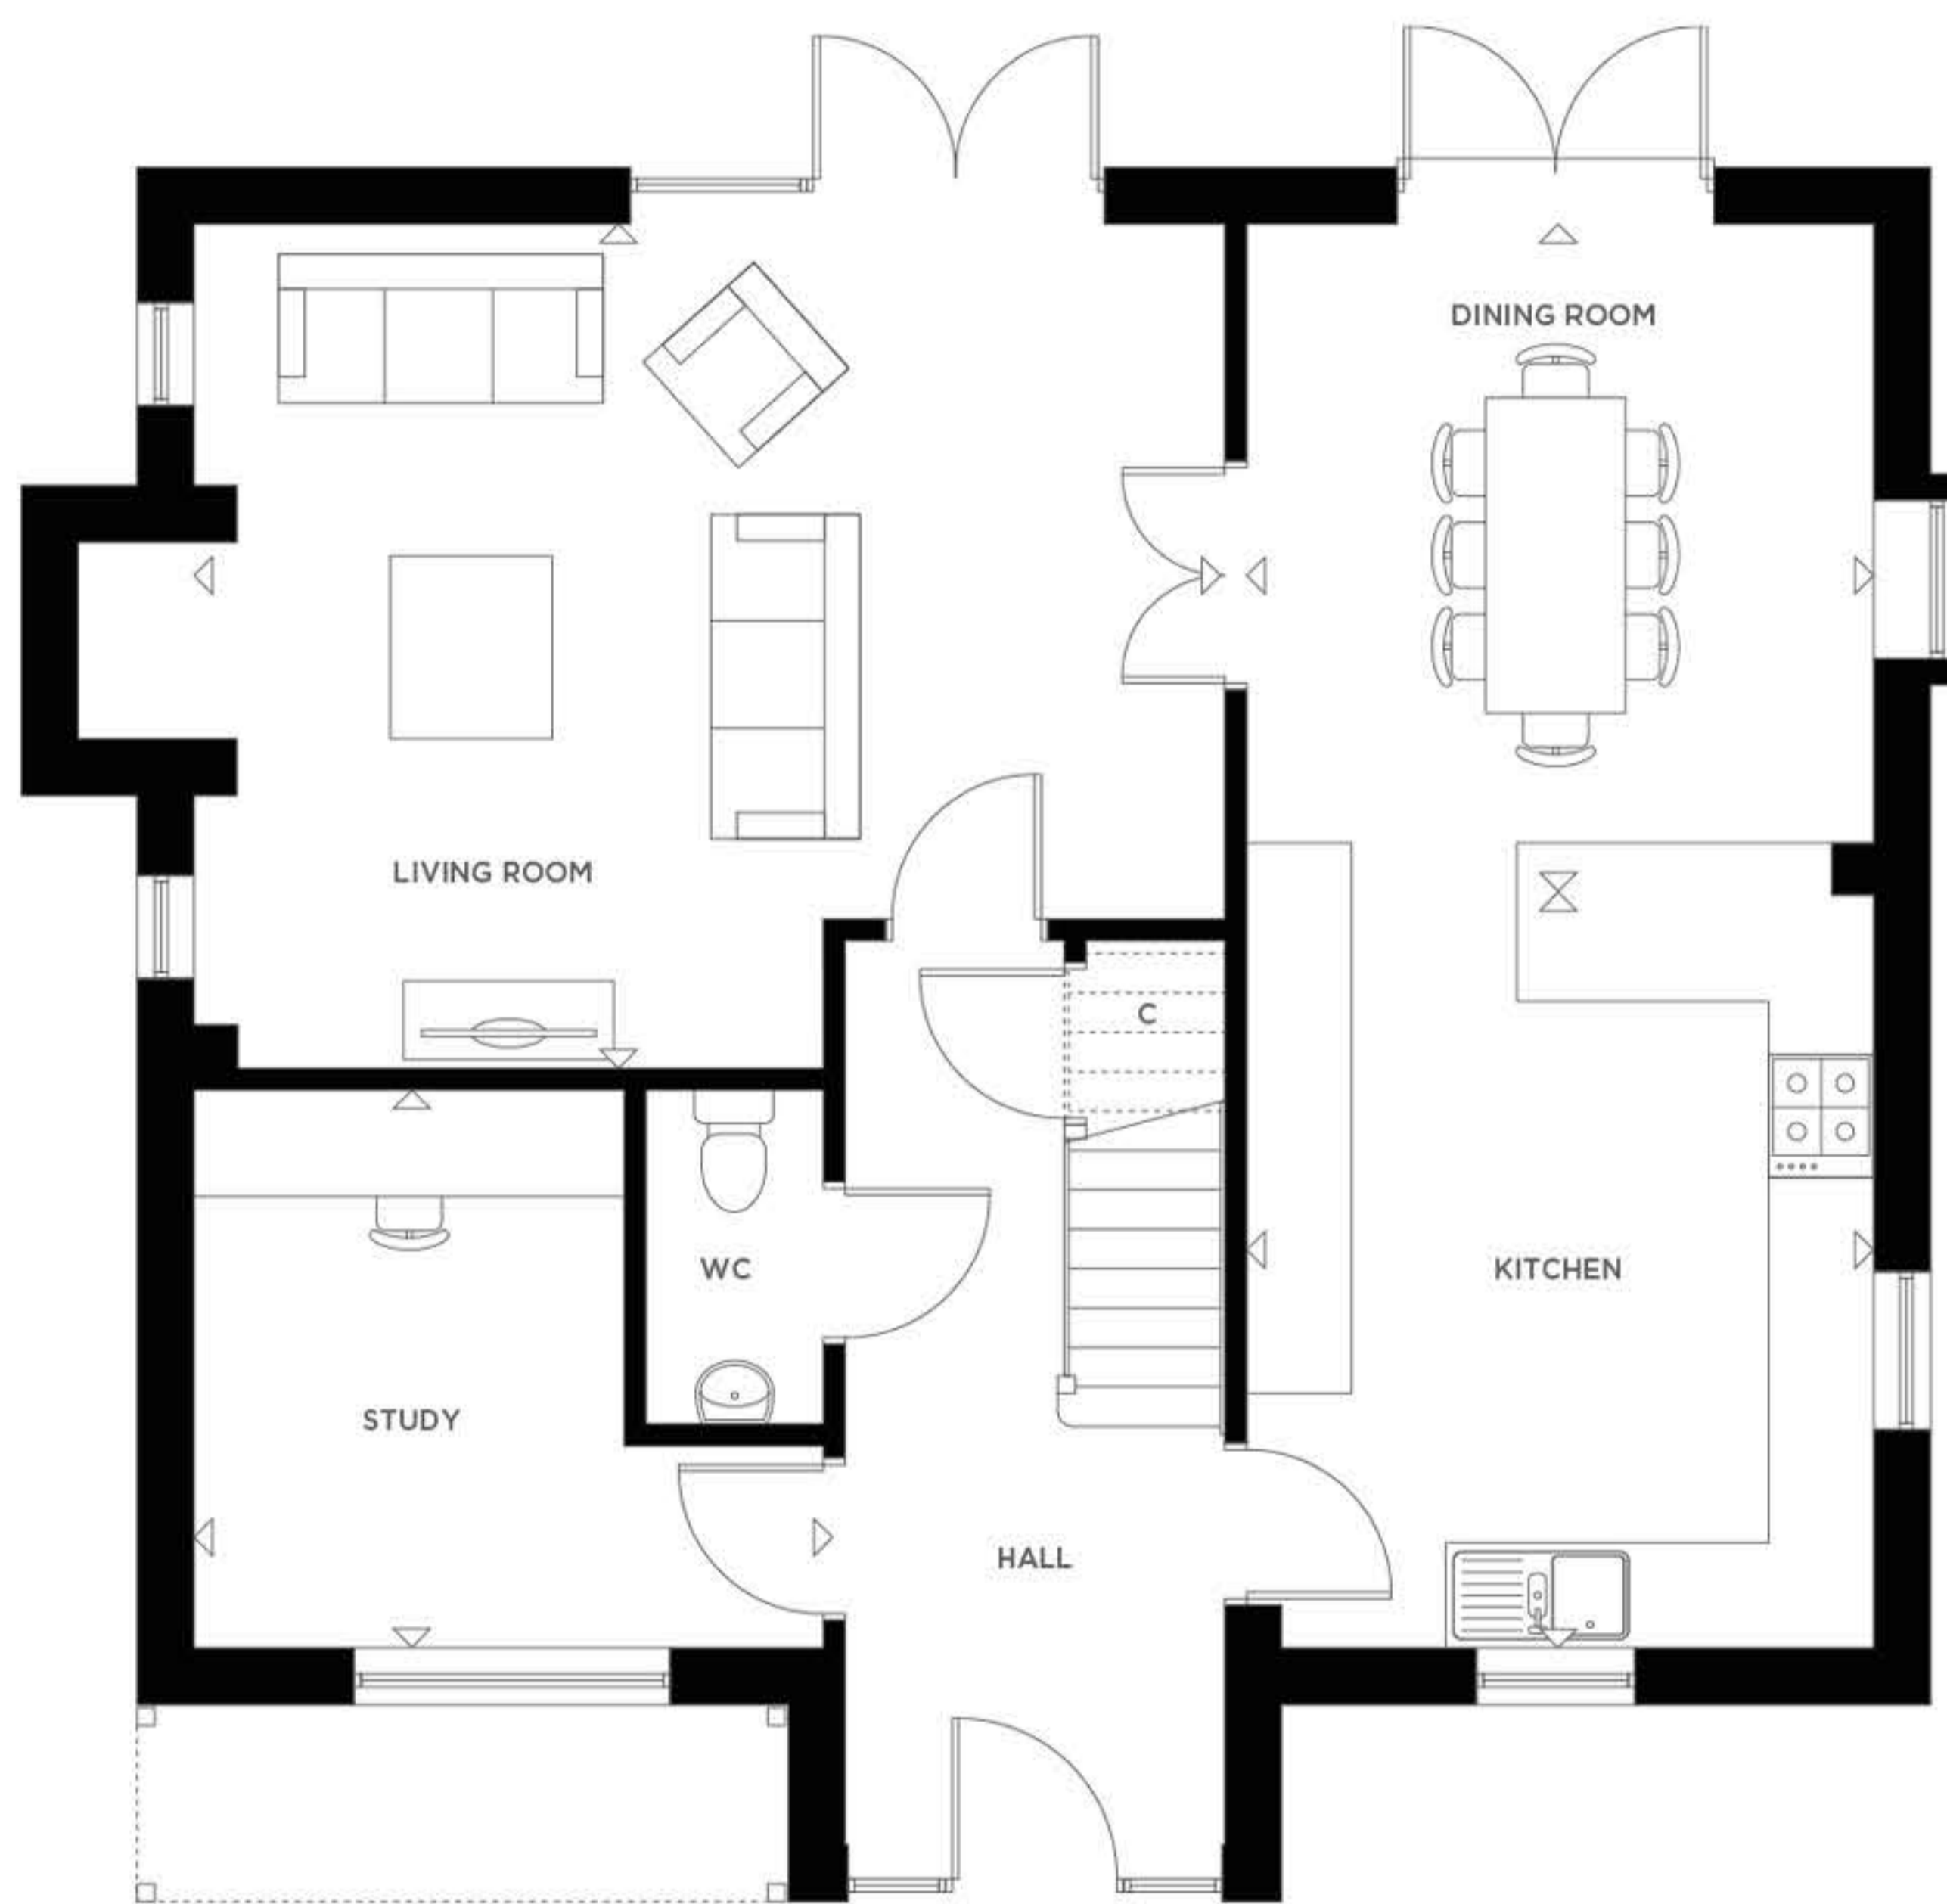 DINING ROOM
LIVING ROOM
C
WC
KITCHEN
STUDY
HALL